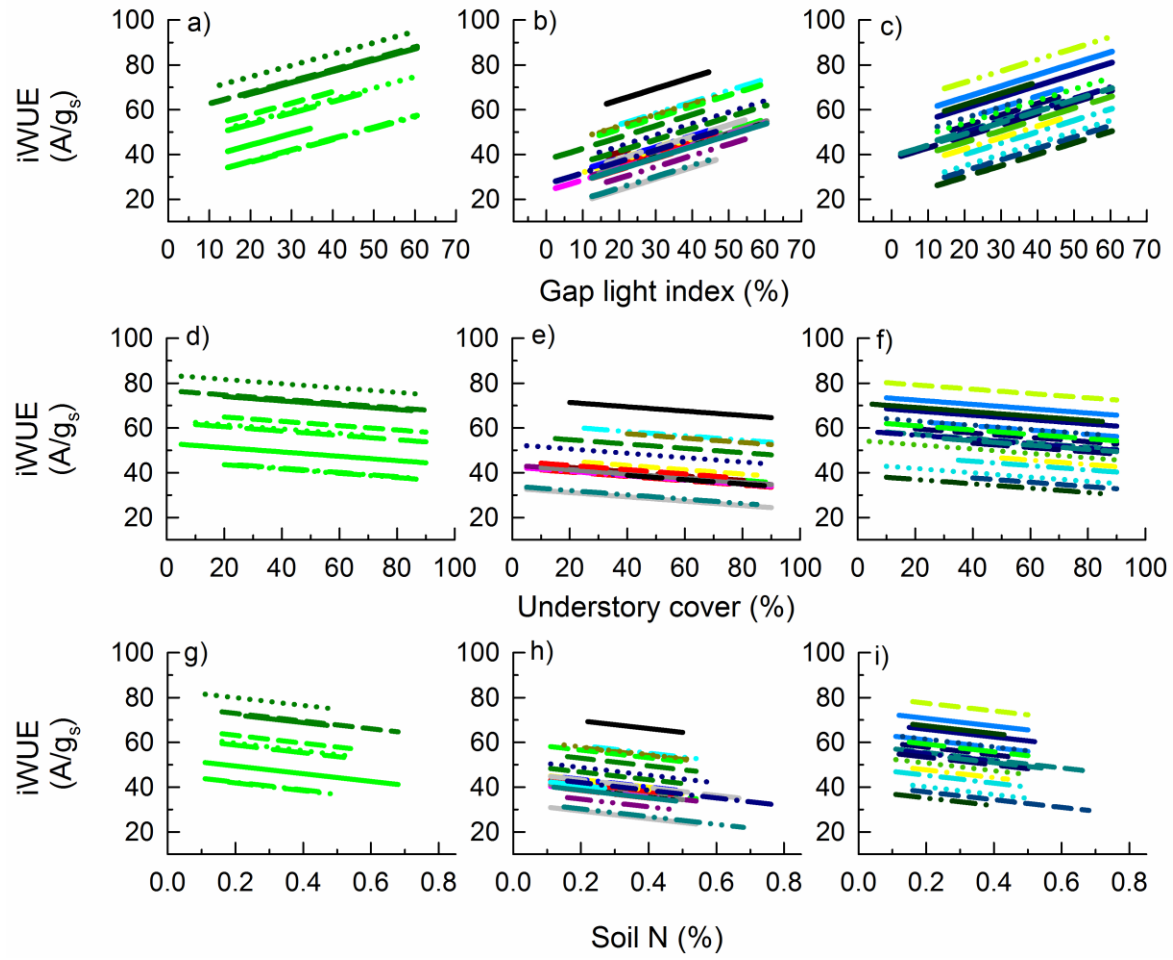 a) b) c)
100 100 100
80 80 80
60 60 60
40 40 40
20 20 20
iWUE
(A/gs)
0 10 20 30 40 50 60 70 0 10 20 30 40 50 60 70 0 10 20 30 40 50 60 70
Gap light index (%)
d) e) f)
100 100 100
80 80 80
60 60 60
40 40 40
20 20 20
iWUE
(A/gs)
0 20 40 60 80 100 0 20 40 60 80 100 0 20 40 60 80 100
Understory cover (%)
g) h) i)
100 100 100
80 80 80
60 60 60
40 40 40
20 20 20
iWUE
(A/gs)
0.0 0.2 0.4 0.6 0.8 0.0 0.2 0.4 0.6 0.8 0.0 0.2 0.4 0.6 0.8
Soil N (%)